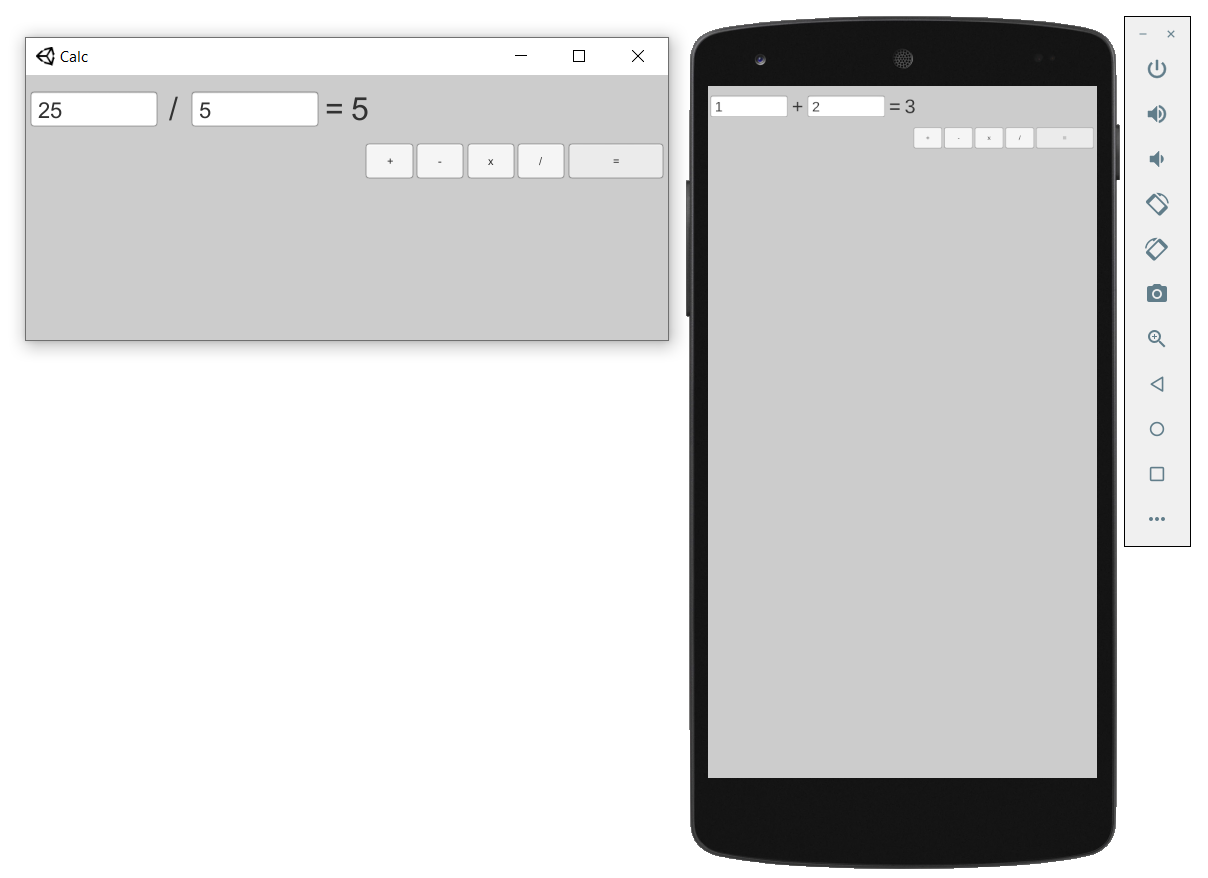 Calc
25 / 5 = 5
+ - x / =
1 + 2 = 3
+ - x / =